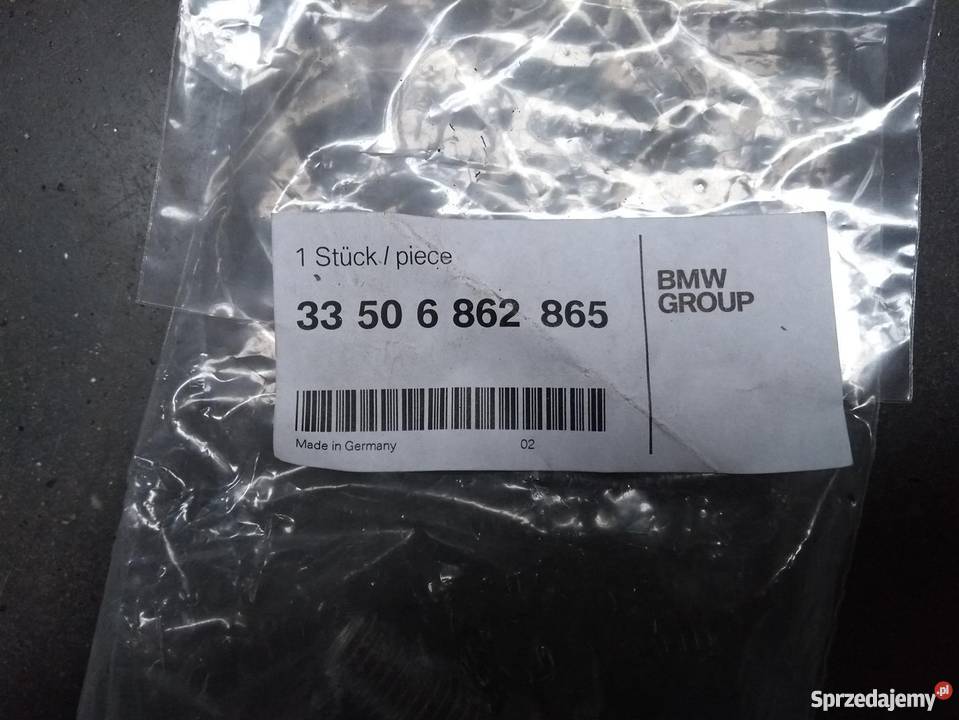 1 Stück / piece
33 50 6 862 865
BMW
GROUP
Made in Germany 02
Sprzedajemy.pl